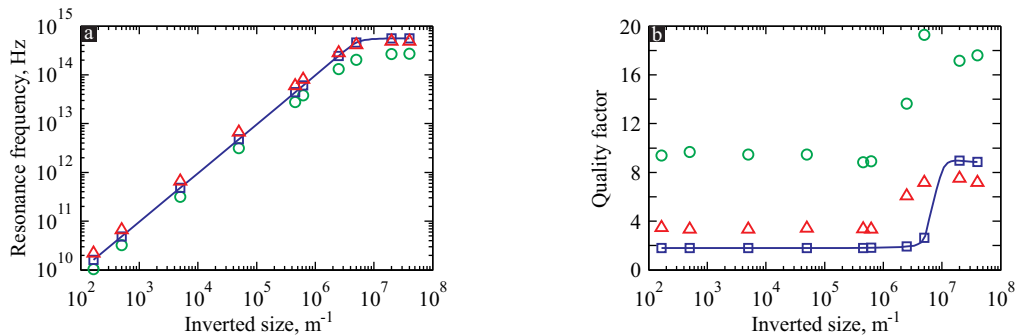 a
Resonance frequency, Hz
10^15
10^14
10^13
10^12
10^11
10^10
10^2 10^3 10^4 10^5 10^6 10^7 10^8
Inverted size, m^-1
b
Quality factor
20
16
12
8
4
0
10^2 10^3 10^4 10^5 10^6 10^7 10^8
Inverted size, m^-1